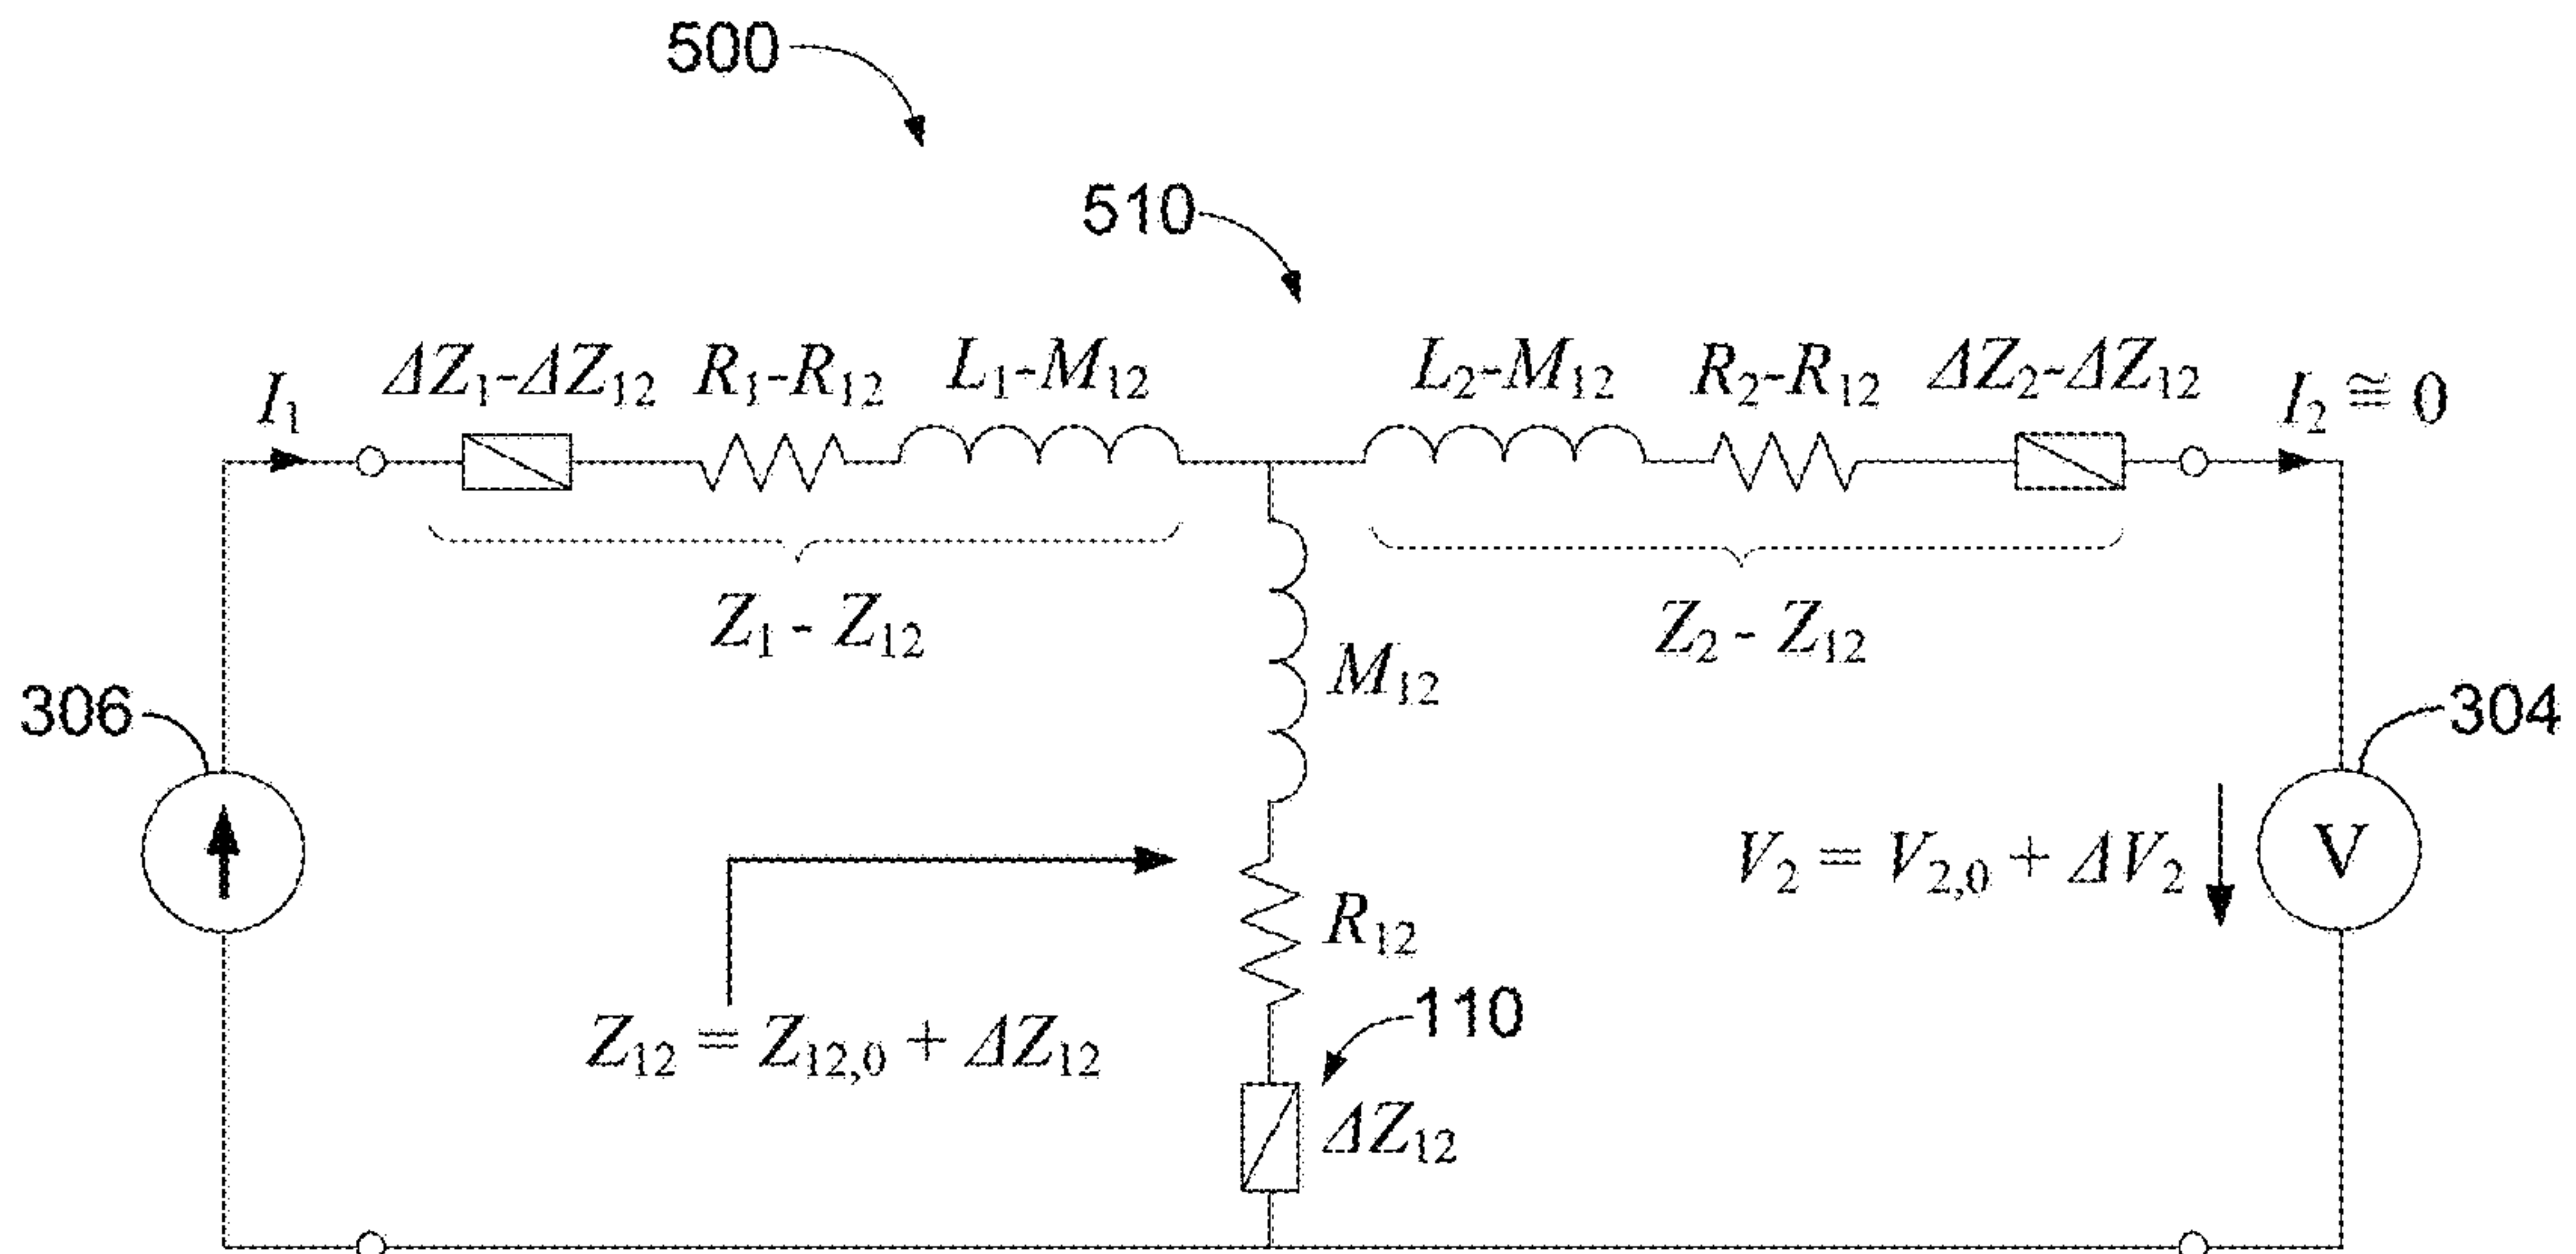 500
510
ΔZ₁-ΔZ₁₂ R₁-R₁₂ L₁-M₁₂ L₂-M₁₂ R₂-R₁₂ ΔZ₂-ΔZ₁₂
I₁ I₂ ≅ 0
Z₁ - Z₁₂ Z₂ - Z₁₂
M₁₂
306 304
V₂ = V₂,₀ + ΔV₂ V
R₁₂
Z₁₂ = Z₁₂,₀ + ΔZ₁₂ 110
ΔZ₁₂